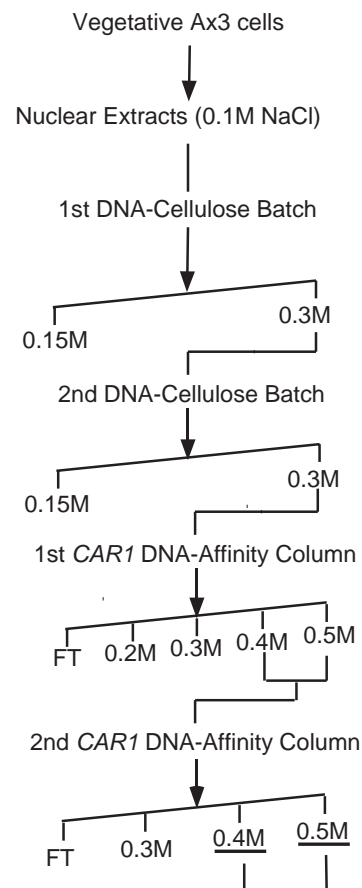 Vegetative Ax3 cells
Nuclear Extracts (0.1M NaCl)
1st DNA-Cellulose Batch
0.15M 0.3M
2nd DNA-Cellulose Batch
0.15M 0.3M
1st CAR1 DNA-Affinity Column
FT 0.2M 0.3M 0.4M 0.5M
2nd CAR1 DNA-Affinity Column
FT 0.3M 0.4M 0.5M